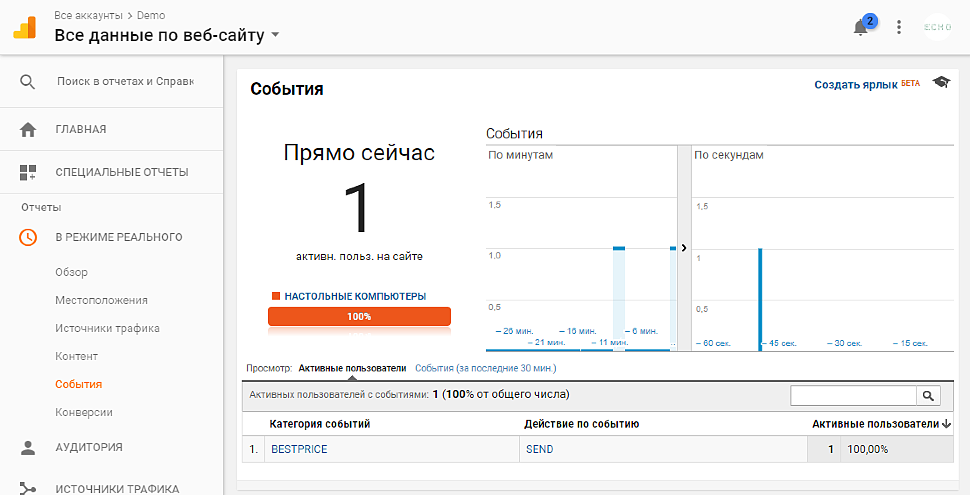 Все аккаунты > Demo
Все данные по веб-сайту
2
ECHO
Поиск в отчетах и Справк
ГЛАВНАЯ
СПЕЦИАЛЬНЫЕ ОТЧЕТЫ
Отчеты
В РЕЖИМЕ РЕАЛЬНОГО
Обзор
Местоположения
Источники трафика
Контент
События
Конверсии
АУДИТОРИЯ
ИСТОЧНИКИ ТРАФИКА
События
Создать ярлык БЕТА
Прямо сейчас
1
активн. польз. на сайте
НАСТОЛЬНЫЕ КОМПЬЮТЕРЫ
100%
События
По минутам
1,5
1,0
0,5
– 26 мин.
– 21 мин.
– 16 мин.
– 11 мин.
– 6 мин.
..
По секундам
1,5
1
0,5
– 60 сек.
– 45 сек.
– 30 сек.
– 15 сек.
Просмотр: Активные пользователи События (за последние 30 мин.)
Активных пользователей с событиями: 1 (100% от общего числа)
Категория событий Действие по событию Активные пользователи
1. BESTPRICE SEND 1 100,00%